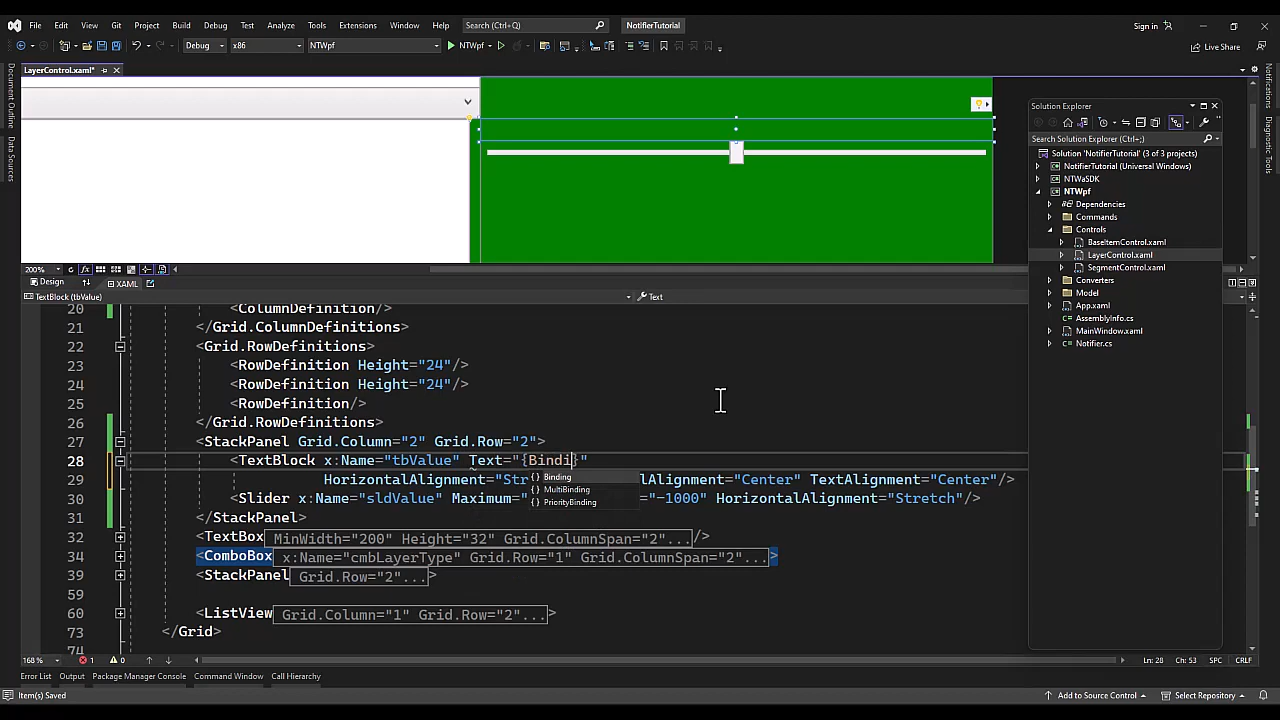 File Edit View Git Project Build Debug Test Analyze Tools Extensions Window Help Search (Ctrl+Q) NotifierTutorial Sign in
Debug x86 NTWpf NTWpf Live Share
LayerControl.xaml*
Document Outline
Data Sources
Notifications
Diagnostic Tools
Solution Explorer
Search Solution Explorer (Ctrl+;)
Solution 'NotifierTutorial' (3 of 3 projects)
NotifierTutorial (Universal Windows)
NTWaSDK
NTWpf
Dependencies
Commands
Controls
BaseItemControl.xaml
LayerControl.xaml
SegmentControl.xaml
Converters
Model
App.xaml
AssemblyInfo.cs
MainWindow.xaml
Notifier.cs
200%
Design XAML
TextBlock (tbValue) Text
20 <ColumnDefinition/>
21 </Grid.ColumnDefinitions>
22 <Grid.RowDefinitions>
23 <RowDefinition Height="24"/>
24 <RowDefinition Height="24"/>
25 <RowDefinition/>
26 </Grid.RowDefinitions>
27 <StackPanel Grid.Column="2" Grid.Row="2">
28 <TextBlock x:Name="tbValue" Text="{Bindi}"
Binding
29 HorizontalAlignment="Str lAlignment="Center" TextAlignment="Center"/>
MultiBinding
30 <Slider x:Name="sldValue" Maximum=" ="-1000" HorizontalAlignment="Stretch"/>
PriorityBinding
31 </StackPanel>
32 <TextBox MinWidth="200" Height="32" Grid.ColumnSpan="2"... />
34 <ComboBox x:Name="cmbLayerType" Grid.Row="1" Grid.ColumnSpan="2"... >
39 <StackPanel Grid.Row="2"... >
59
60 <ListView Grid.Column="1" Grid.Row="2"... >
73 </Grid>
74
168% 1 0 Ln: 28 Ch: 53 SPC CRLF
Error List Output Package Manager Console Command Window Call Hierarchy
Item(s) Saved Add to Source Control Select Repository